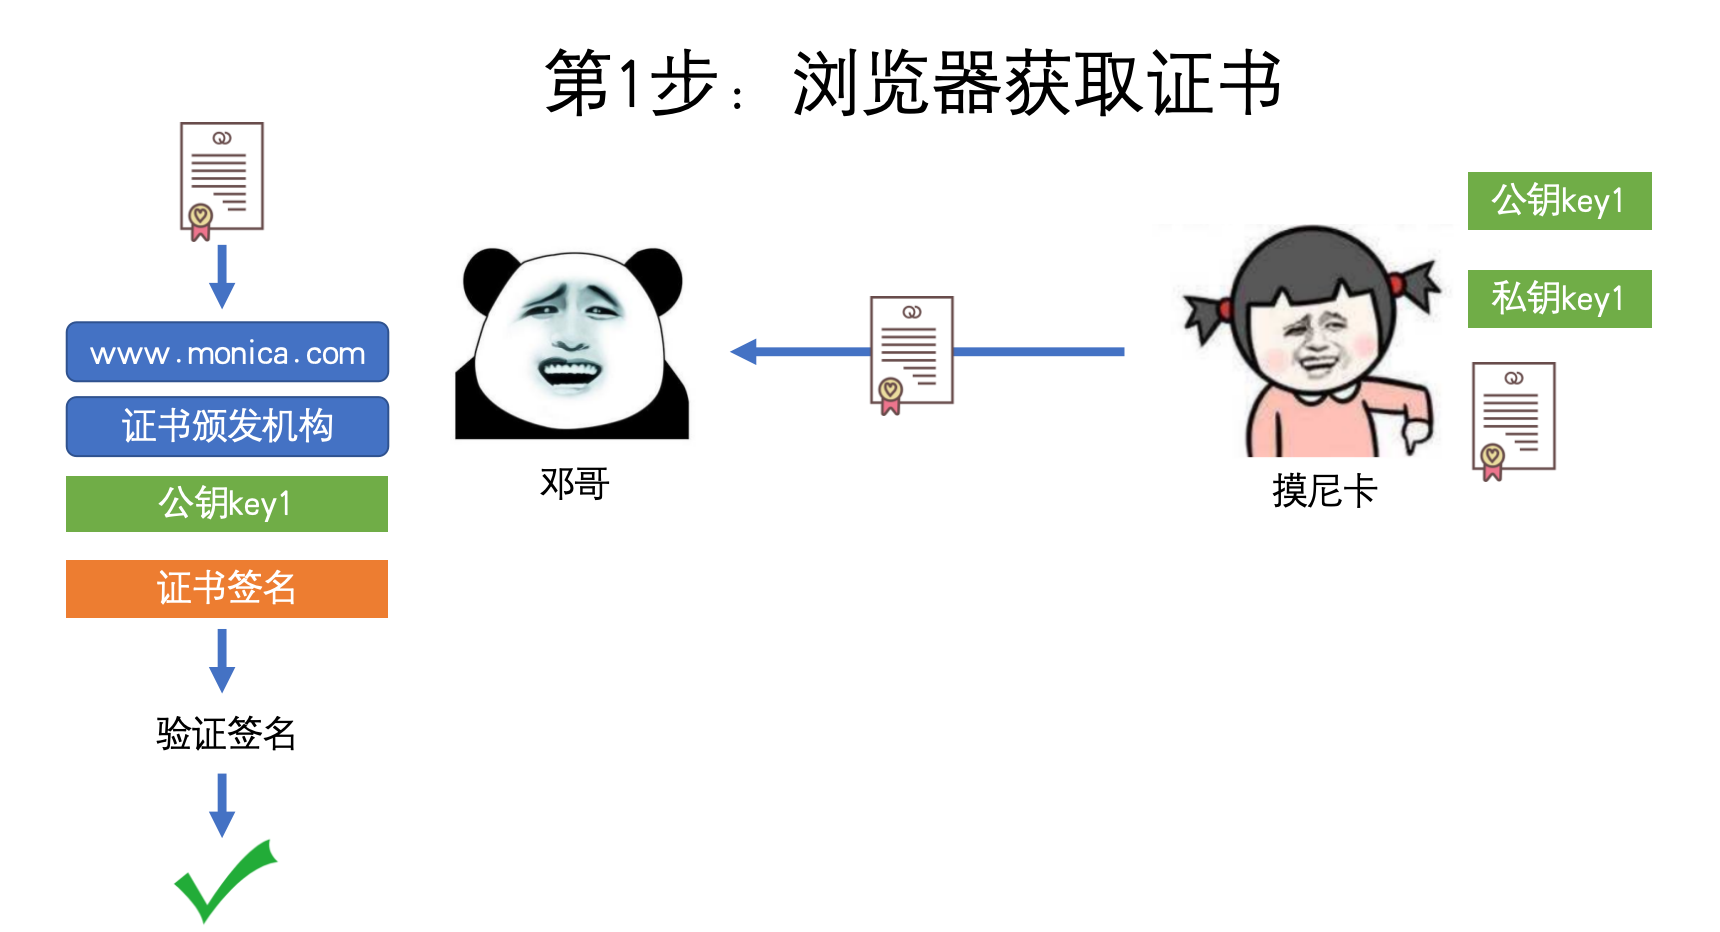 第1步：浏览器获取证书
www.monica.com
证书颁发机构
公钥key1
证书签名
验证签名
邓哥
摸尼卡
公钥key1
私钥key1